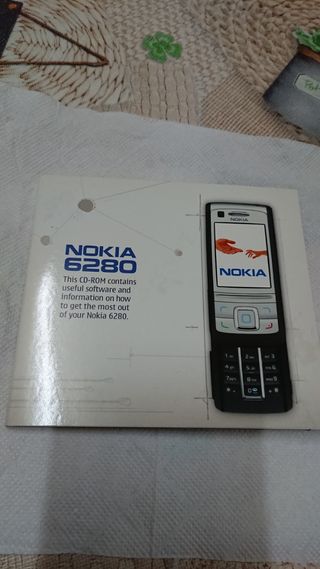 NOKIA
6280
This CD-ROM contains
useful software and
information on how
to get the most out
of your Nokia 6280.
NOKIA
NOKIA